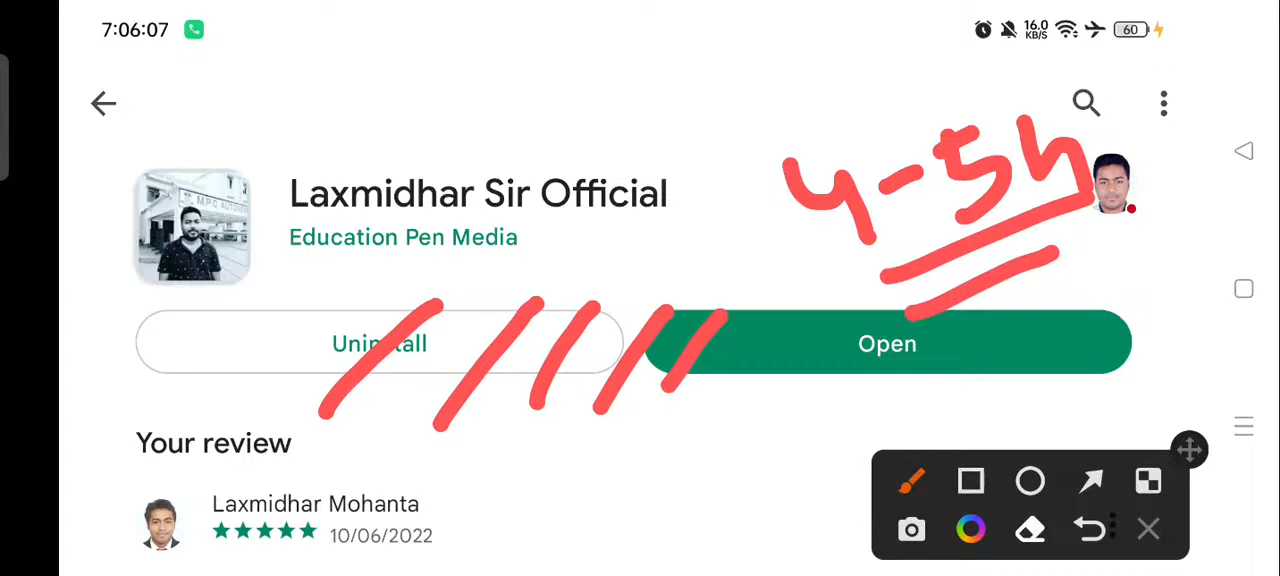 7:06:07 16.0 KB/S 60
Laxmidhar Sir Official
4-5h
Education Pen Media
Uninstall Open
Your review
Laxmidhar Mohanta
10/06/2022